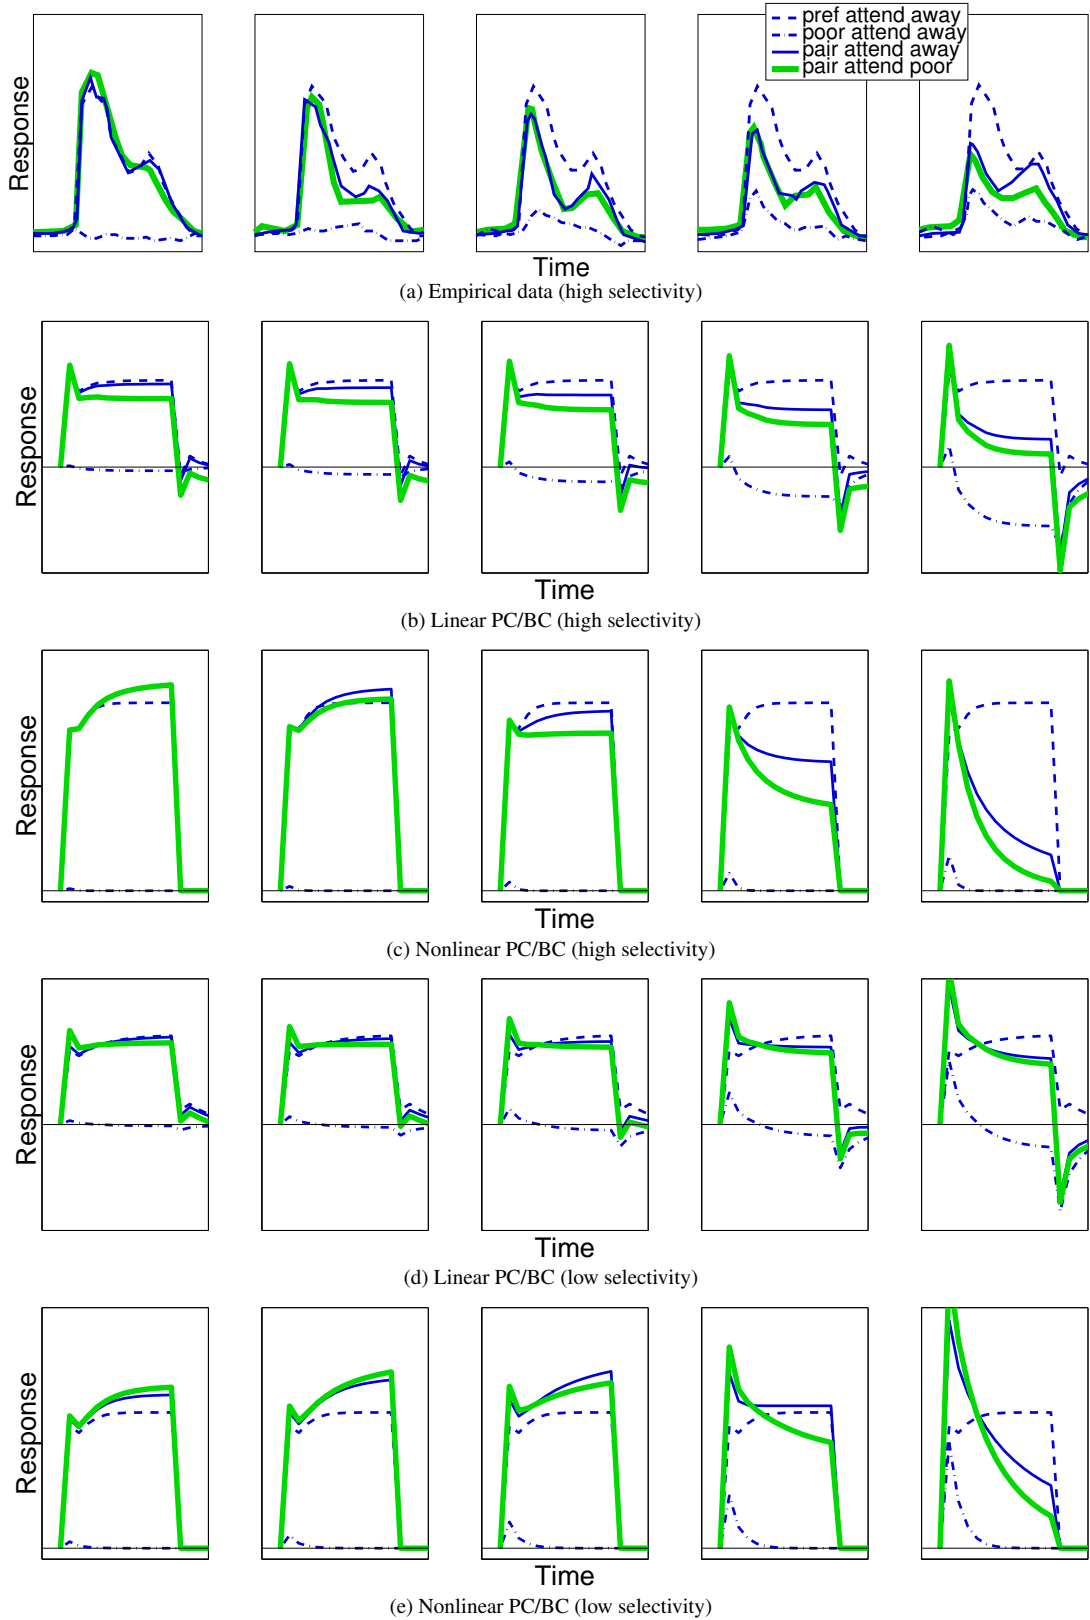 pref attend away
poor attend away
pair attend away
pair attend poor
Response
Time
(a) Empirical data (high selectivity)
Response
Time
(b) Linear PC/BC (high selectivity)
Response
Time
(c) Nonlinear PC/BC (high selectivity)
Response
Time
(d) Linear PC/BC (low selectivity)
Response
Time
(e) Nonlinear PC/BC (low selectivity)